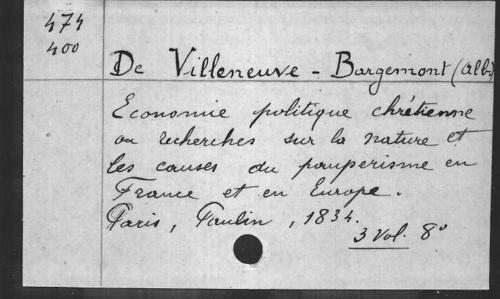 474
400
De Villeneuve - Bargemont (Alb.)
Economie politique chrétienne
ou recherches sur la nature et
les causes du paupérisme en
France et en Europe.
Paris, Paulin, 1834.
3 Vol. 8°